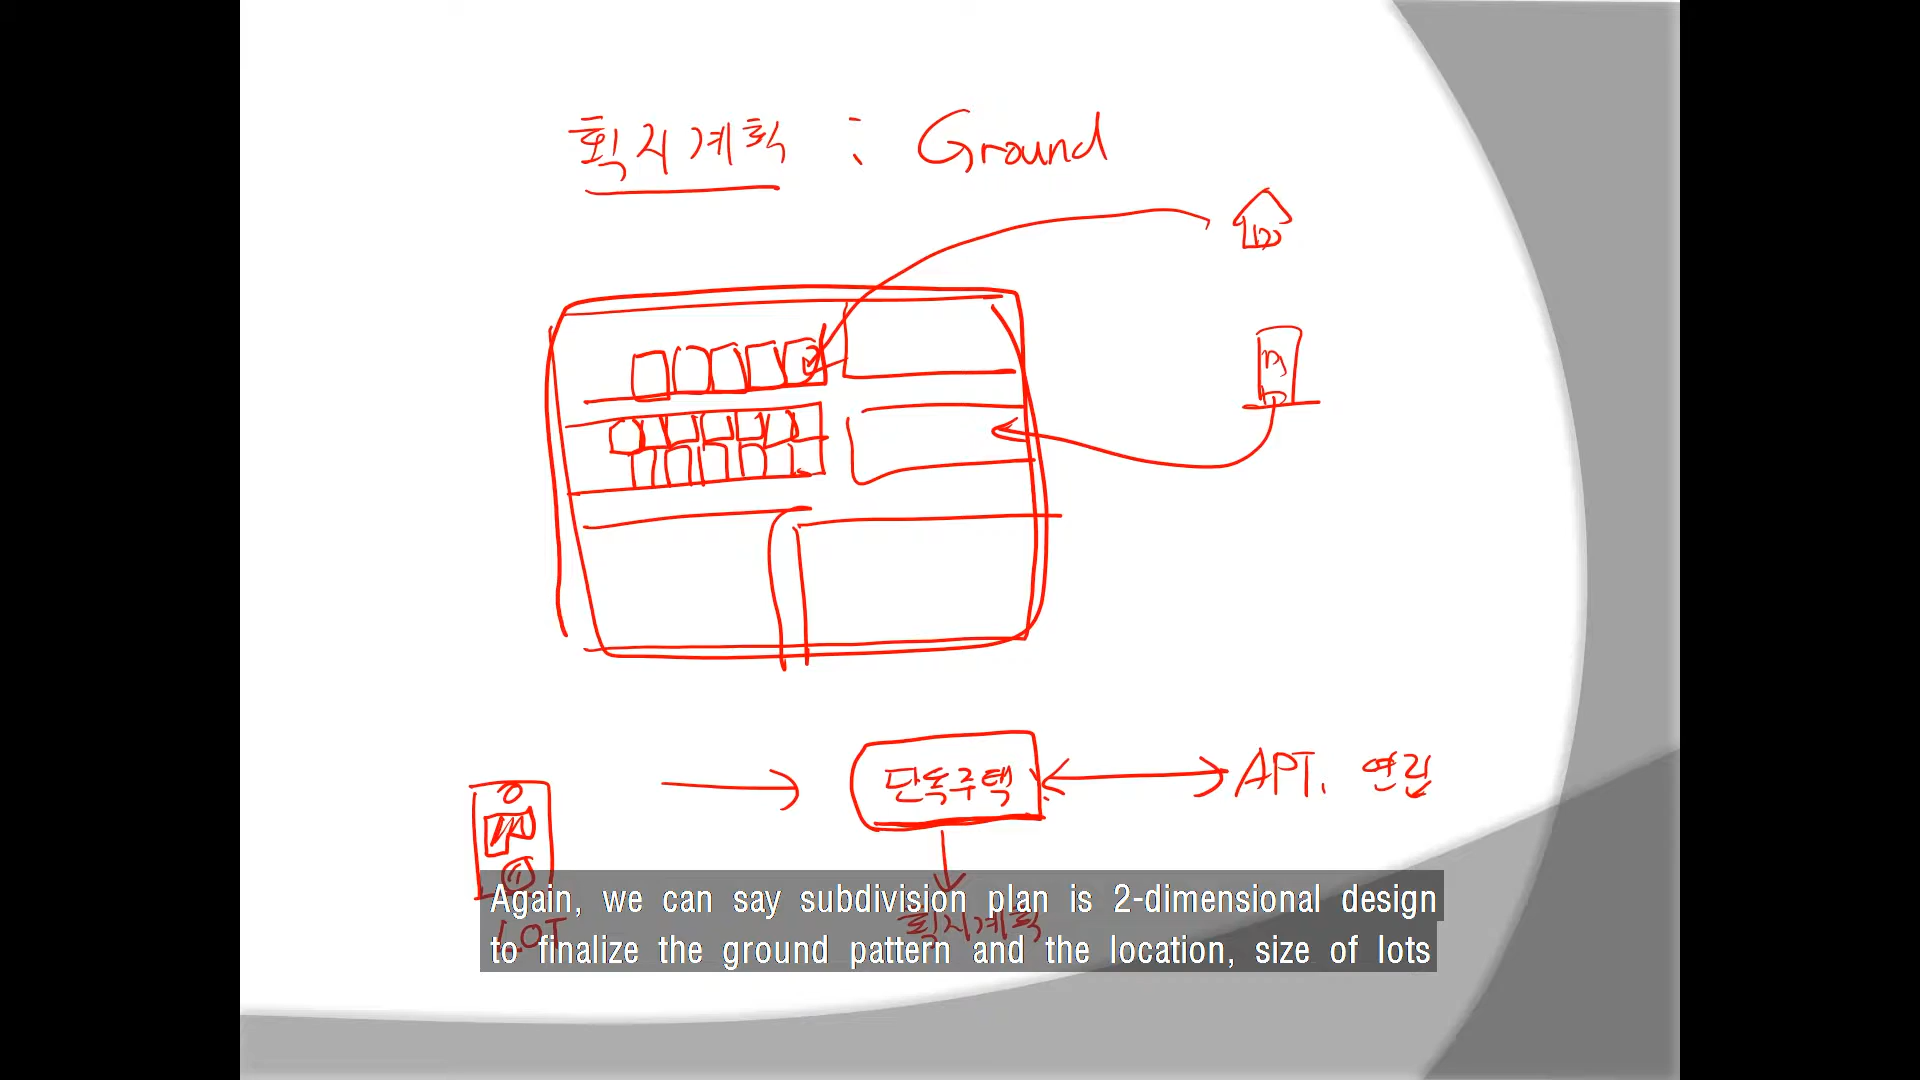 획지계획 : Ground
단독주택
APT. 연립
LOT
획지계획
Again, we can say subdivision plan is 2-dimensional design
to finalize the ground pattern and the location, size of lots